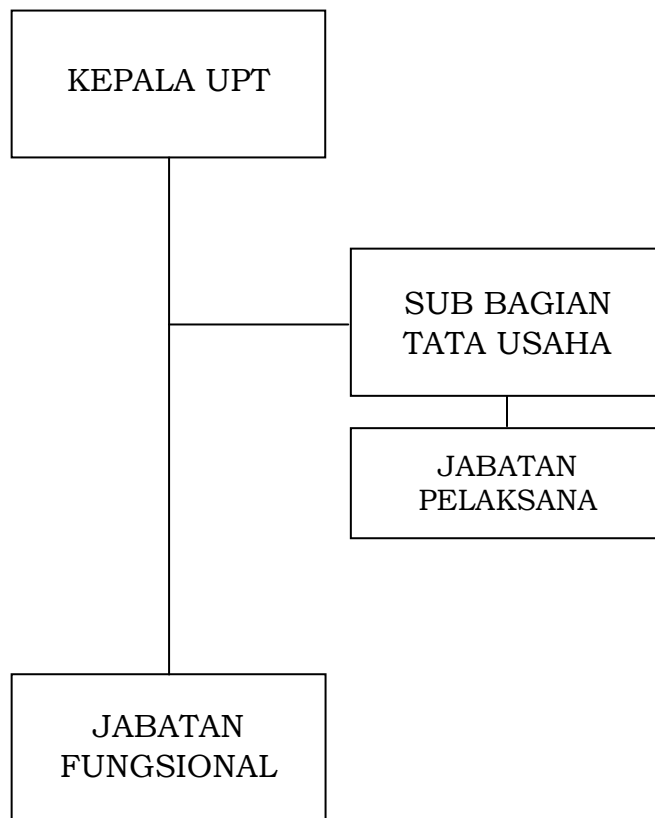 KEPALA UPT
SUB BAGIAN
TATA USAHA
JABATAN
PELAKSANA
JABATAN
FUNGSIONAL